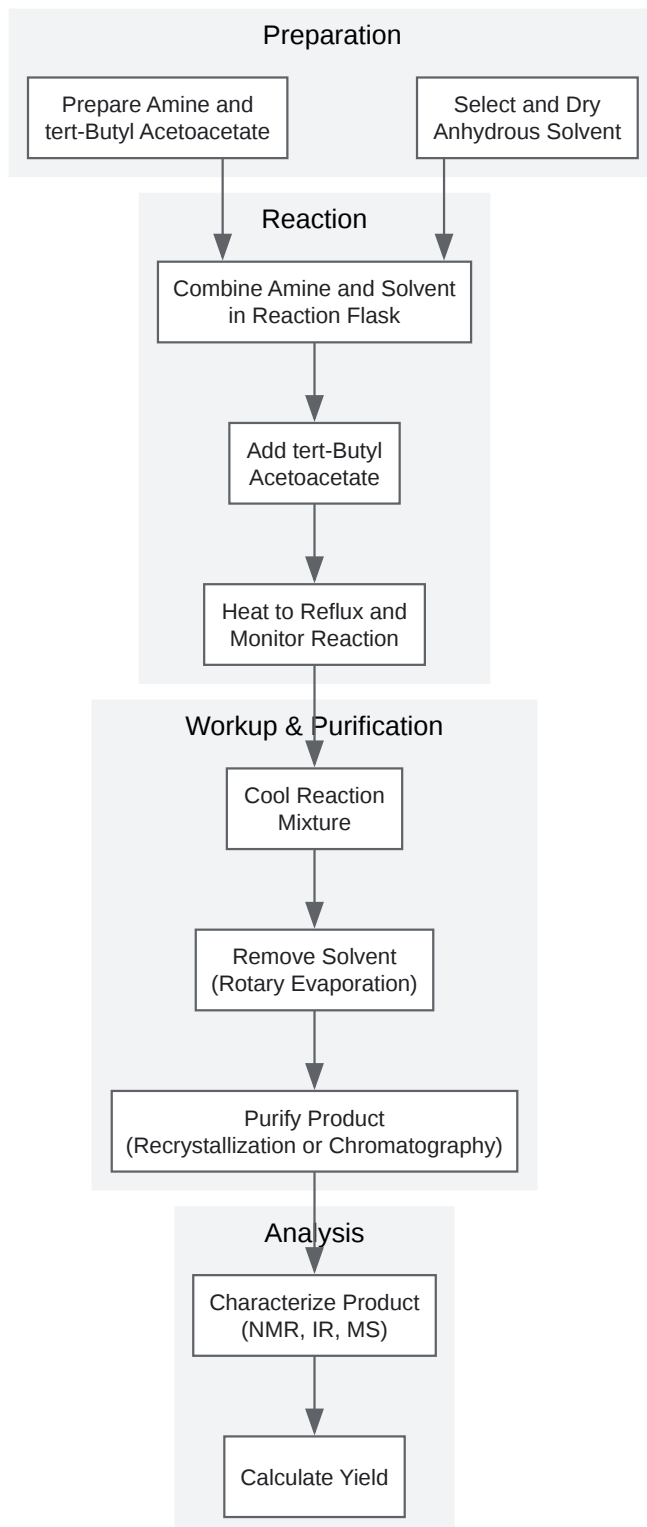 Preparation
Prepare Amine and
tert-Butyl Acetoacetate
Select and Dry
Anhydrous Solvent
Reaction
Combine Amine and Solvent
in Reaction Flask
Add tert-Butyl
Acetoacetate
Heat to Reflux and
Monitor Reaction
Workup & Purification
Cool Reaction
Mixture
Remove Solvent
(Rotary Evaporation)
Purify Product
(Recrystallization or Chromatography)
Analysis
Characterize Product
(NMR, IR, MS)
Calculate Yield